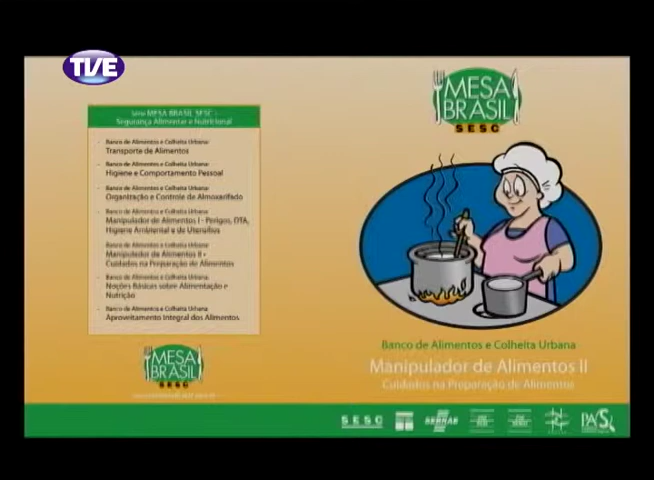 TVE
Série MESA BRASIL SESC -
Segurança Alimentar e Nutricional
- Banco de Alimentos e Colheita Urbana:
Transporte de Alimentos
- Banco de Alimentos e Colheita Urbana:
Higiene e Comportamento Pessoal
- Banco de Alimentos e Colheita Urbana:
Organização e Controle de Almoxarifado
- Banco de Alimentos e Colheita Urbana:
Manipulador de Alimentos I - Perigos, DTA,
Higiene Ambiental e de Utensílios
- Banco de Alimentos e Colheita Urbana:
Manipulador de Alimentos II -
Cuidados na Preparação de Alimentos
- Banco de Alimentos e Colheita Urbana:
Noções Básicas sobre Alimentação e
Nutrição
- Banco de Alimentos e Colheita Urbana:
Aproveitamento Integral dos Alimentos
MESA
BRASIL
SESC
MESA
BRASIL
SESC
Banco de Alimentos e Colheita Urbana
Manipulador de Alimentos II
Cuidados na Preparação de Alimentos
SESC
SEBRAE
PAS